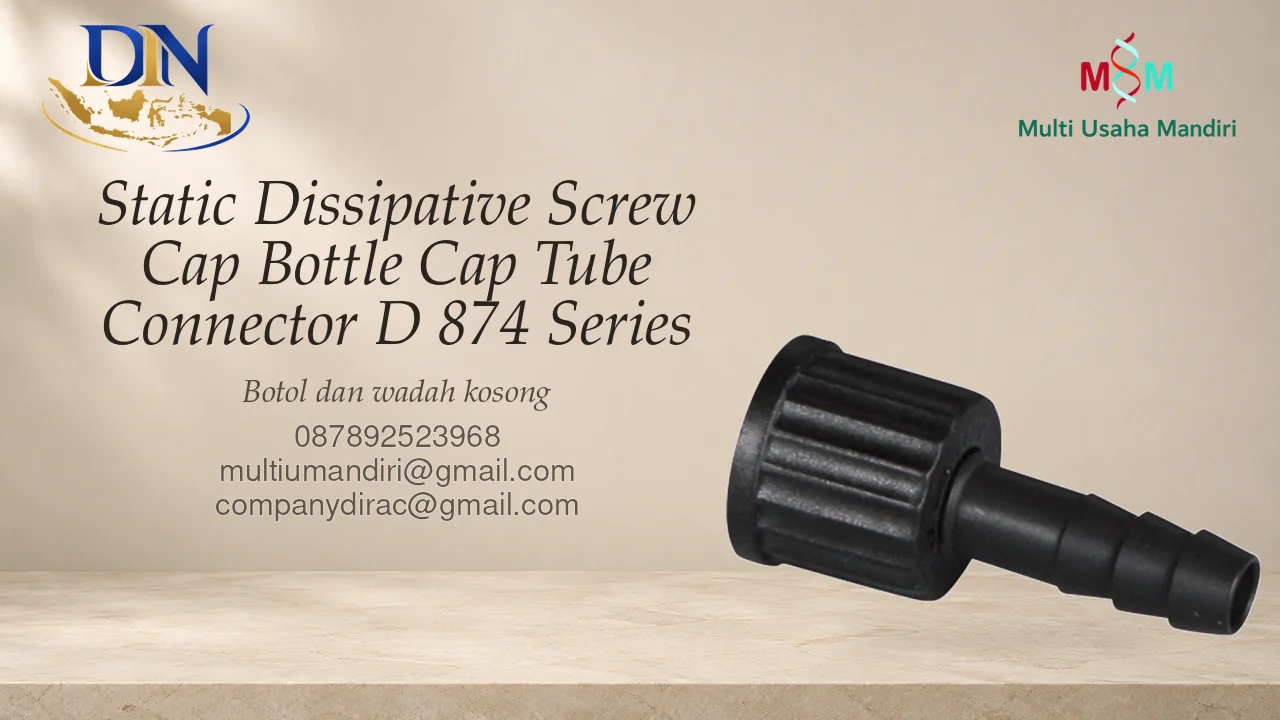 DIN
M M
Multi Usaha Mandiri
Static Dissipative Screw
Cap Bottle Cap Tube
Connector D 874 Series
Botol dan wadah kosong
087892523968
multiumandiri@gmail.com
companydirac@gmail.com